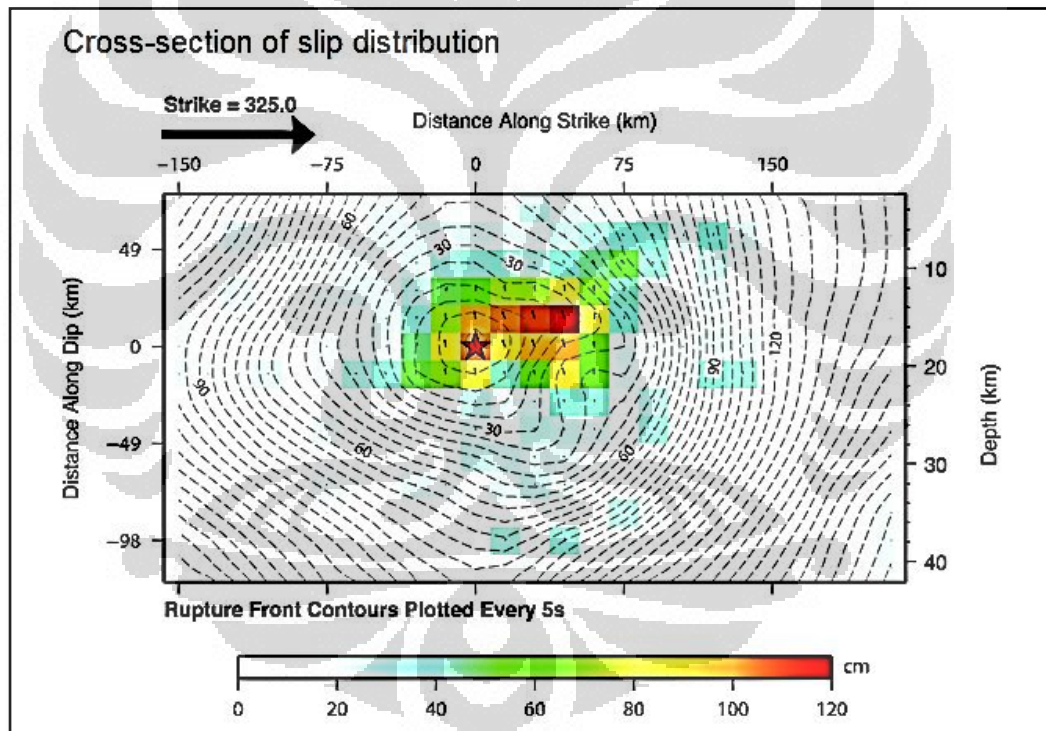 Cross-section of slip distribution
Strike = 325.0
Distance Along Strike (km)
−150 −75 0 75 150
Distance Along Dip (km)
49
0
−49
−98
10
20
30
40
Depth (km)
60
30
30
90
30
60
60
90
120
Rupture Front Contours Plotted Every 5s
cm
0 20 40 60 80 100 120